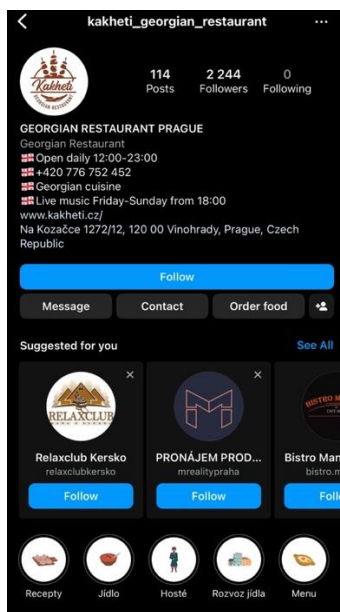 kakheti_georgian_restaurant
Kakheti
GEORGIAN RESTAURANT
114
2 244
0
Posts
Followers
Following
GEORGIAN RESTAURANT PRAGUE
Georgian Restaurant
🇬🇪Open daily 12:00-23:00
🇬🇪+420 776 752 452
🇬🇪Georgian cuisine
🇬🇪Live music Friday-Sunday from 18:00
www.kakheti.cz/
Na Kozačce 1272/12, 120 00 Vinohrady, Prague, Czech
Republic
Follow
Message
Contact
Order food
Suggested for you
See All
RELAXCLUB
BISTRO M
Relaxclub Kersko
PRONÁJEM PROD...
Bistro Man
relaxclubkersko
mrealitypraha
bistro.m
Follow
Follow
Foll
Recepty
Jídlo
Hosté
Rozvoz jídla
Menu